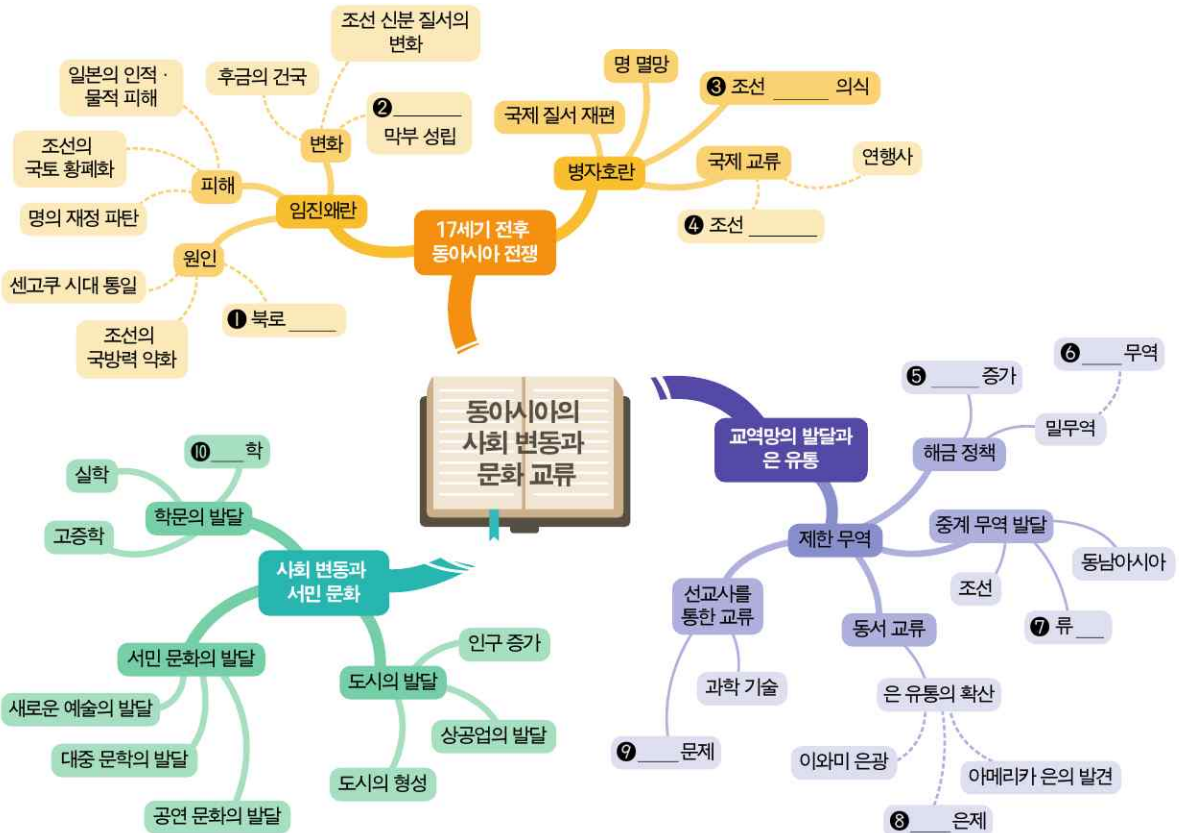 동아시아의
사회 변동과
문화 교류
17세기 전후
동아시아 전쟁
임진왜란
변화
후금의 건국
조선 신분 질서의
변화
❷ ______
막부 성립
피해
일본의 인적·
물적 피해
조선의
국토 황폐화
명의 재정 파탄
원인
센고쿠 시대 통일
조선의
국방력 약화
❶ 북로 ____
병자호란
국제 질서 재편
명 멸망
❸ 조선 _____ 의식
국제 교류
연행사
❹ 조선 ______
교역망의 발달과
은 유통
제한 무역
해금 정책
❺ ____ 증가
밀무역
❻ ___ 무역
중계 무역 발달
동남아시아
조선
❼ 류 ___
동서 교류
은 유통의 확산
이와미 은광
❽ ____ 은제
아메리카 은의 발견
선교사를
통한 교류
과학 기술
❾ ____ 문제
사회 변동과
서민 문화
학문의 발달
실학
❿ ___ 학
고증학
서민 문화의 발달
새로운 예술의 발달
대중 문학의 발달
공연 문화의 발달
도시의 발달
인구 증가
상공업의 발달
도시의 형성